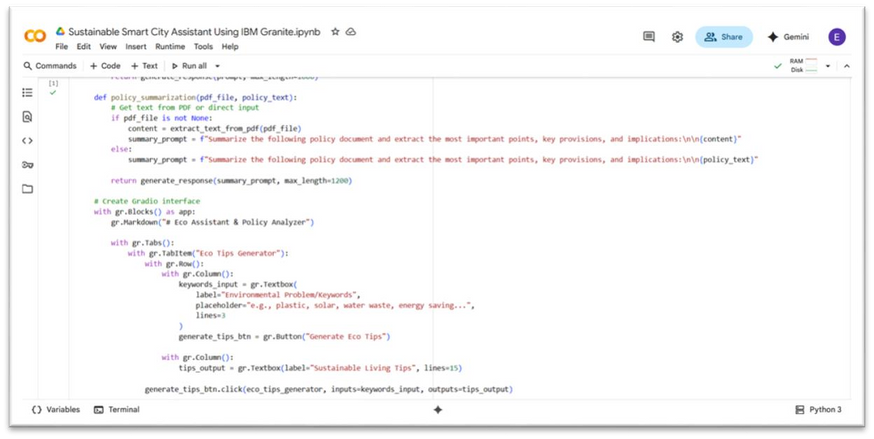 Sustainable Smart City Assistant Using IBM Granite.ipynb
File Edit View Insert Runtime Tools Help
Share
Gemini
E
Commands + Code + Text Run all
RAM
Disk
[1]
return generate_response(prompt, max_length=1000)
def policy_summarization(pdf_file, policy_text):
# Get text from PDF or direct input
if pdf_file is not None:
content = extract_text_from_pdf(pdf_file)
summary_prompt = f"Summarize the following policy document and extract the most important points, key provisions, and implications:\n\n{content}"
else:
summary_prompt = f"Summarize the following policy document and extract the most important points, key provisions, and implications:\n\n{policy_text}"
return generate_response(summary_prompt, max_length=1200)
# Create Gradio interface
with gr.Blocks() as app:
gr.Markdown("# Eco Assistant & Policy Analyzer")
with gr.Tabs():
with gr.TabItem("Eco Tips Generator"):
with gr.Row():
with gr.Column():
keywords_input = gr.Textbox(
label="Environmental Problem/Keywords",
placeholder="e.g., plastic, solar, water waste, energy saving...",
lines=3
)
generate_tips_btn = gr.Button("Generate Eco Tips")
with gr.Column():
tips_output = gr.Textbox(label="Sustainable Living Tips", lines=15)
generate_tips_btn.click(eco_tips_generator, inputs=keywords_input, outputs=tips_output)
Variables Terminal
Python 3